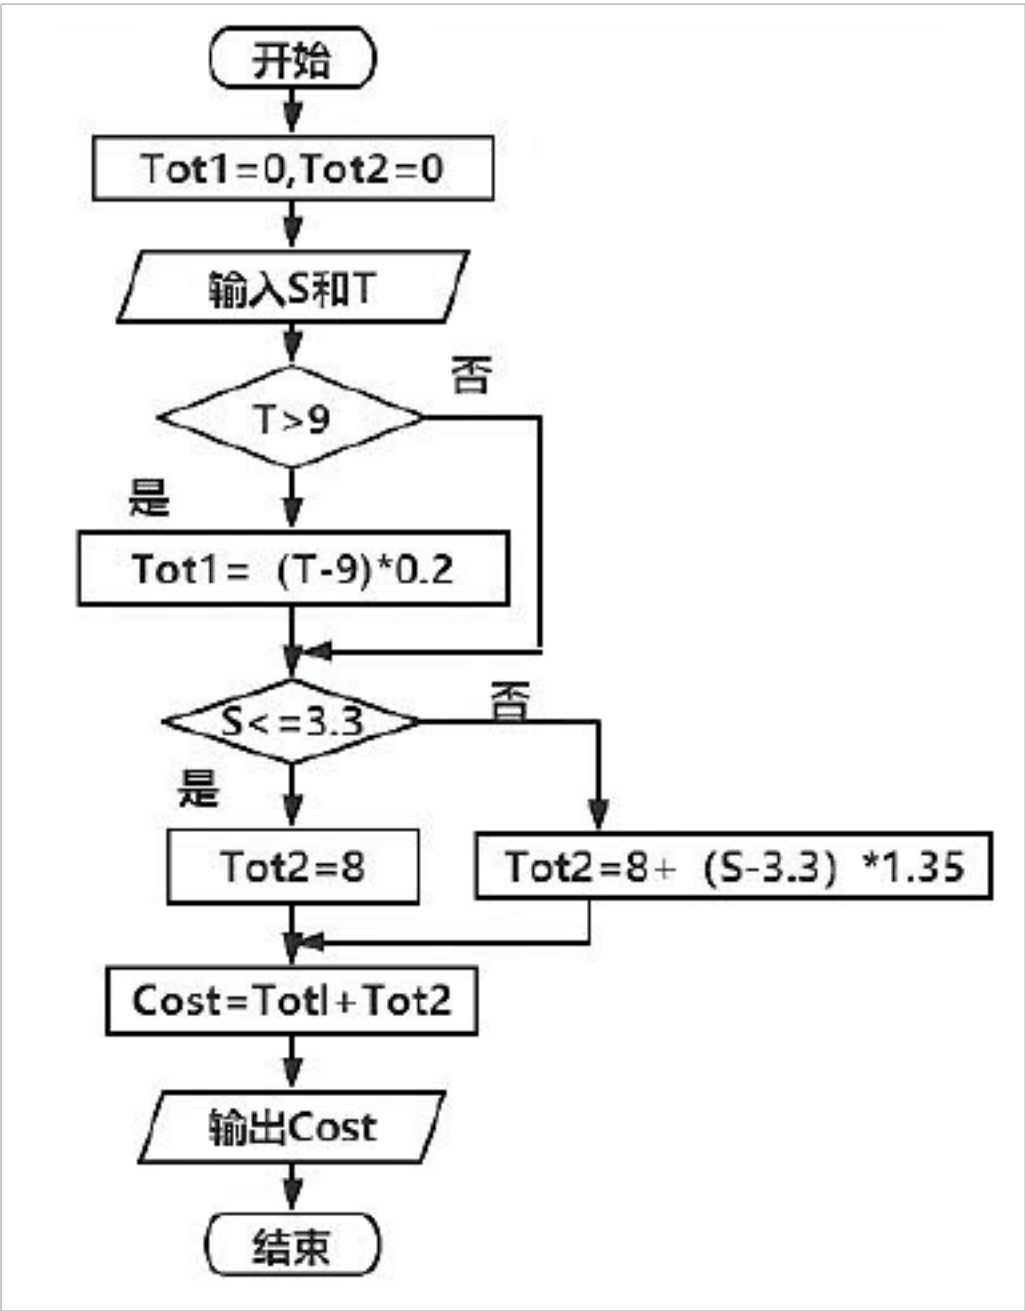 开始
Tot1=0,Tot2=0
输入S和T
否
T>9
是
Tot1= (T-9)*0.2
否
S<=3.3
是
Tot2=8
Tot2=8+ (S-3.3) *1.35
Cost=Totl+Tot2
输出Cost
结束